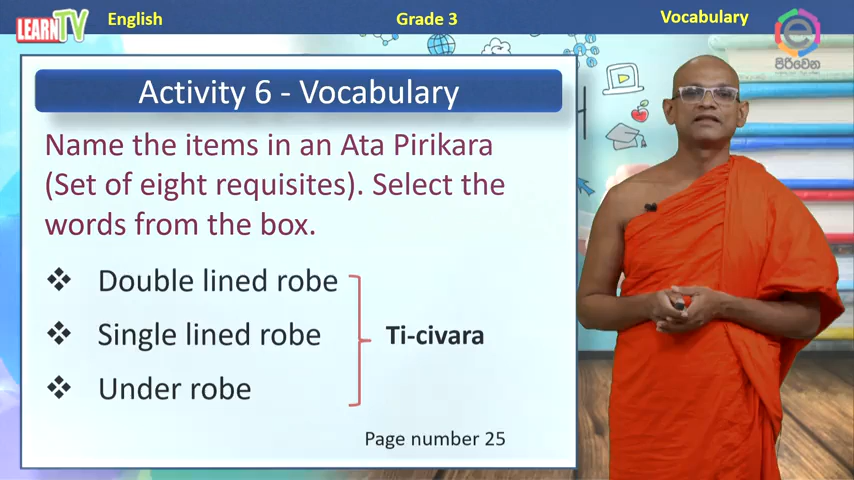 LEARN TV
English
Grade 3
Vocabulary
පිරිවෙන
Activity 6 - Vocabulary
Name the items in an Ata Pirikara
(Set of eight requisites). Select the
words from the box.
❖ Double lined robe
❖ Single lined robe
❖ Under robe
Ti-civara
Page number 25